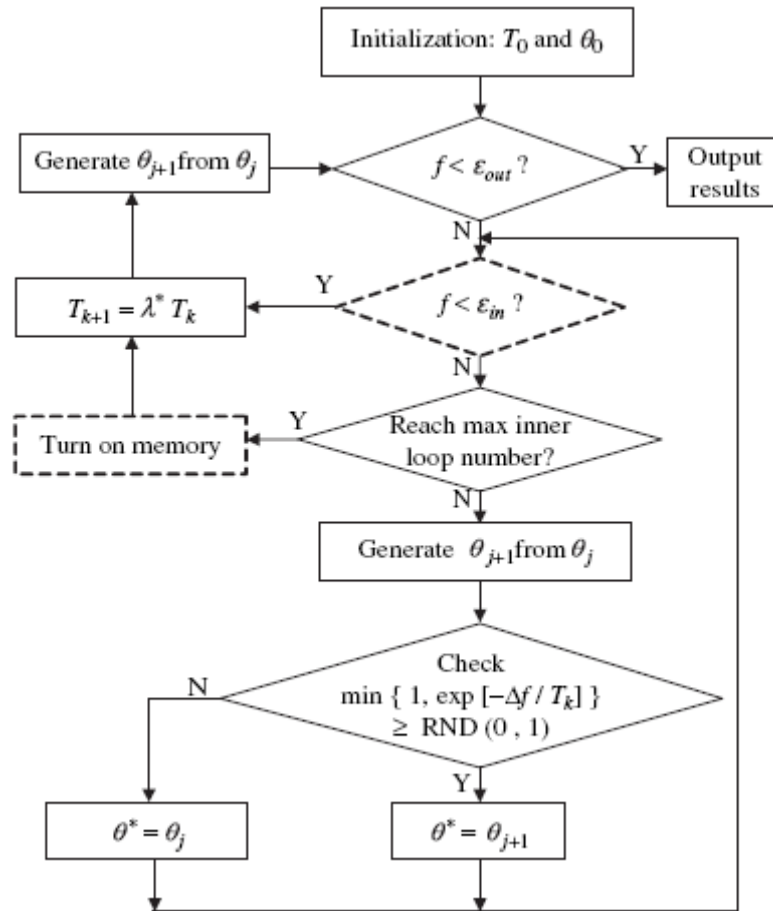 Initialization: T₀ and θ₀
Generate θⱼ₊₁ from θⱼ
f < εₒᵤₜ ?
Y
Output
results
N
Tₖ₊₁ = λ* Tₖ
Y
f < εᵢₙ ?
N
Turn on memory
Y
Reach max inner
loop number?
N
Generate θⱼ₊₁ from θⱼ
N
Check
min { 1, exp [−Δf / Tₖ] }
≥ RND (0 , 1)
Y
θ* = θⱼ
θ* = θⱼ₊₁